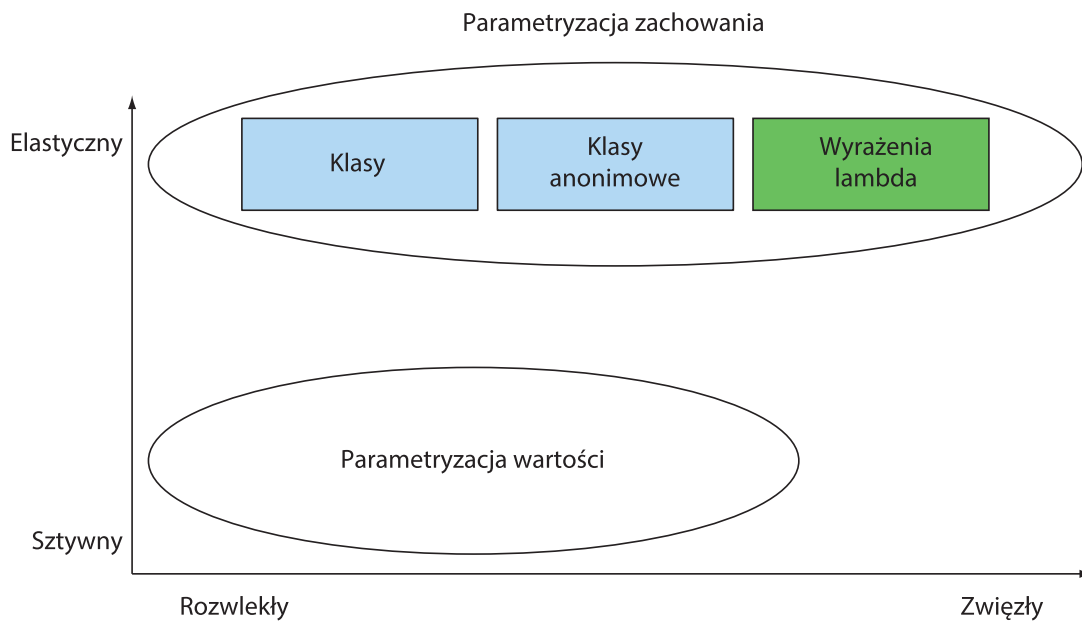 Parametryzacja zachowania
Elastyczny
Klasy
Klasy
anonimowe
Wyrażenia
lambda
Parametryzacja wartości
Sztywny
Rozwlekły
Zwięzły